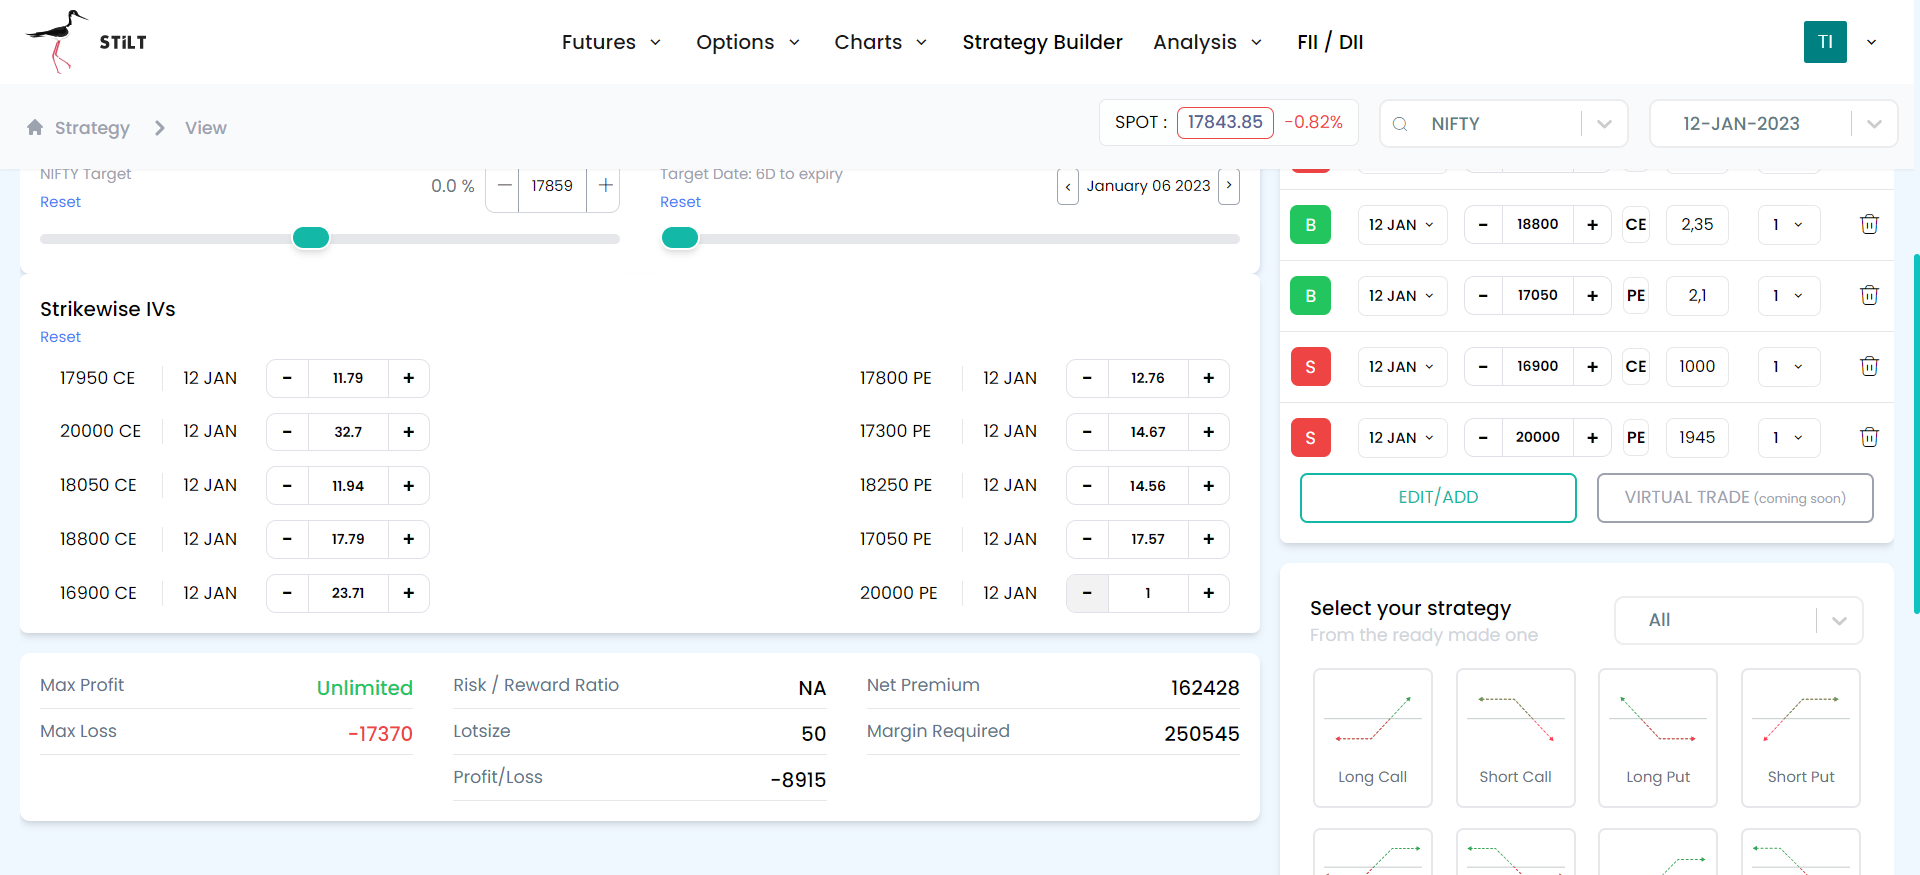 STiLT
Futures
Options
Charts
Strategy Builder
Analysis
FII / DII
TI
Strategy
View
SPOT : 17843.85 -0.82%
NIFTY
12-JAN-2023
NIFTY Target
Reset
0.0 %
17859
Target Date: 6D to expiry
Reset
January 06 2023
Strikewise IVs
Reset
17950 CE 12 JAN - 11.79 +
17800 PE 12 JAN - 12.76 +
20000 CE 12 JAN - 32.7 +
17300 PE 12 JAN - 14.67 +
18050 CE 12 JAN - 11.94 +
18250 PE 12 JAN - 14.56 +
18800 CE 12 JAN - 17.79 +
17050 PE 12 JAN - 17.57 +
16900 CE 12 JAN - 23.71 +
20000 PE 12 JAN - 1 +
Max Profit Unlimited
Max Loss -17370
Risk / Reward Ratio NA
Lotsize 50
Profit/Loss -8915
Net Premium 162428
Margin Required 250545
B 12 JAN - 18800 + CE 2,35 1
B 12 JAN - 17050 + PE 2,1 1
S 12 JAN - 16900 + CE 1000 1
S 12 JAN - 20000 + PE 1945 1
EDIT/ADD
VIRTUAL TRADE (coming soon)
Select your strategy
From the ready made one
All
Long Call
Short Call
Long Put
Short Put